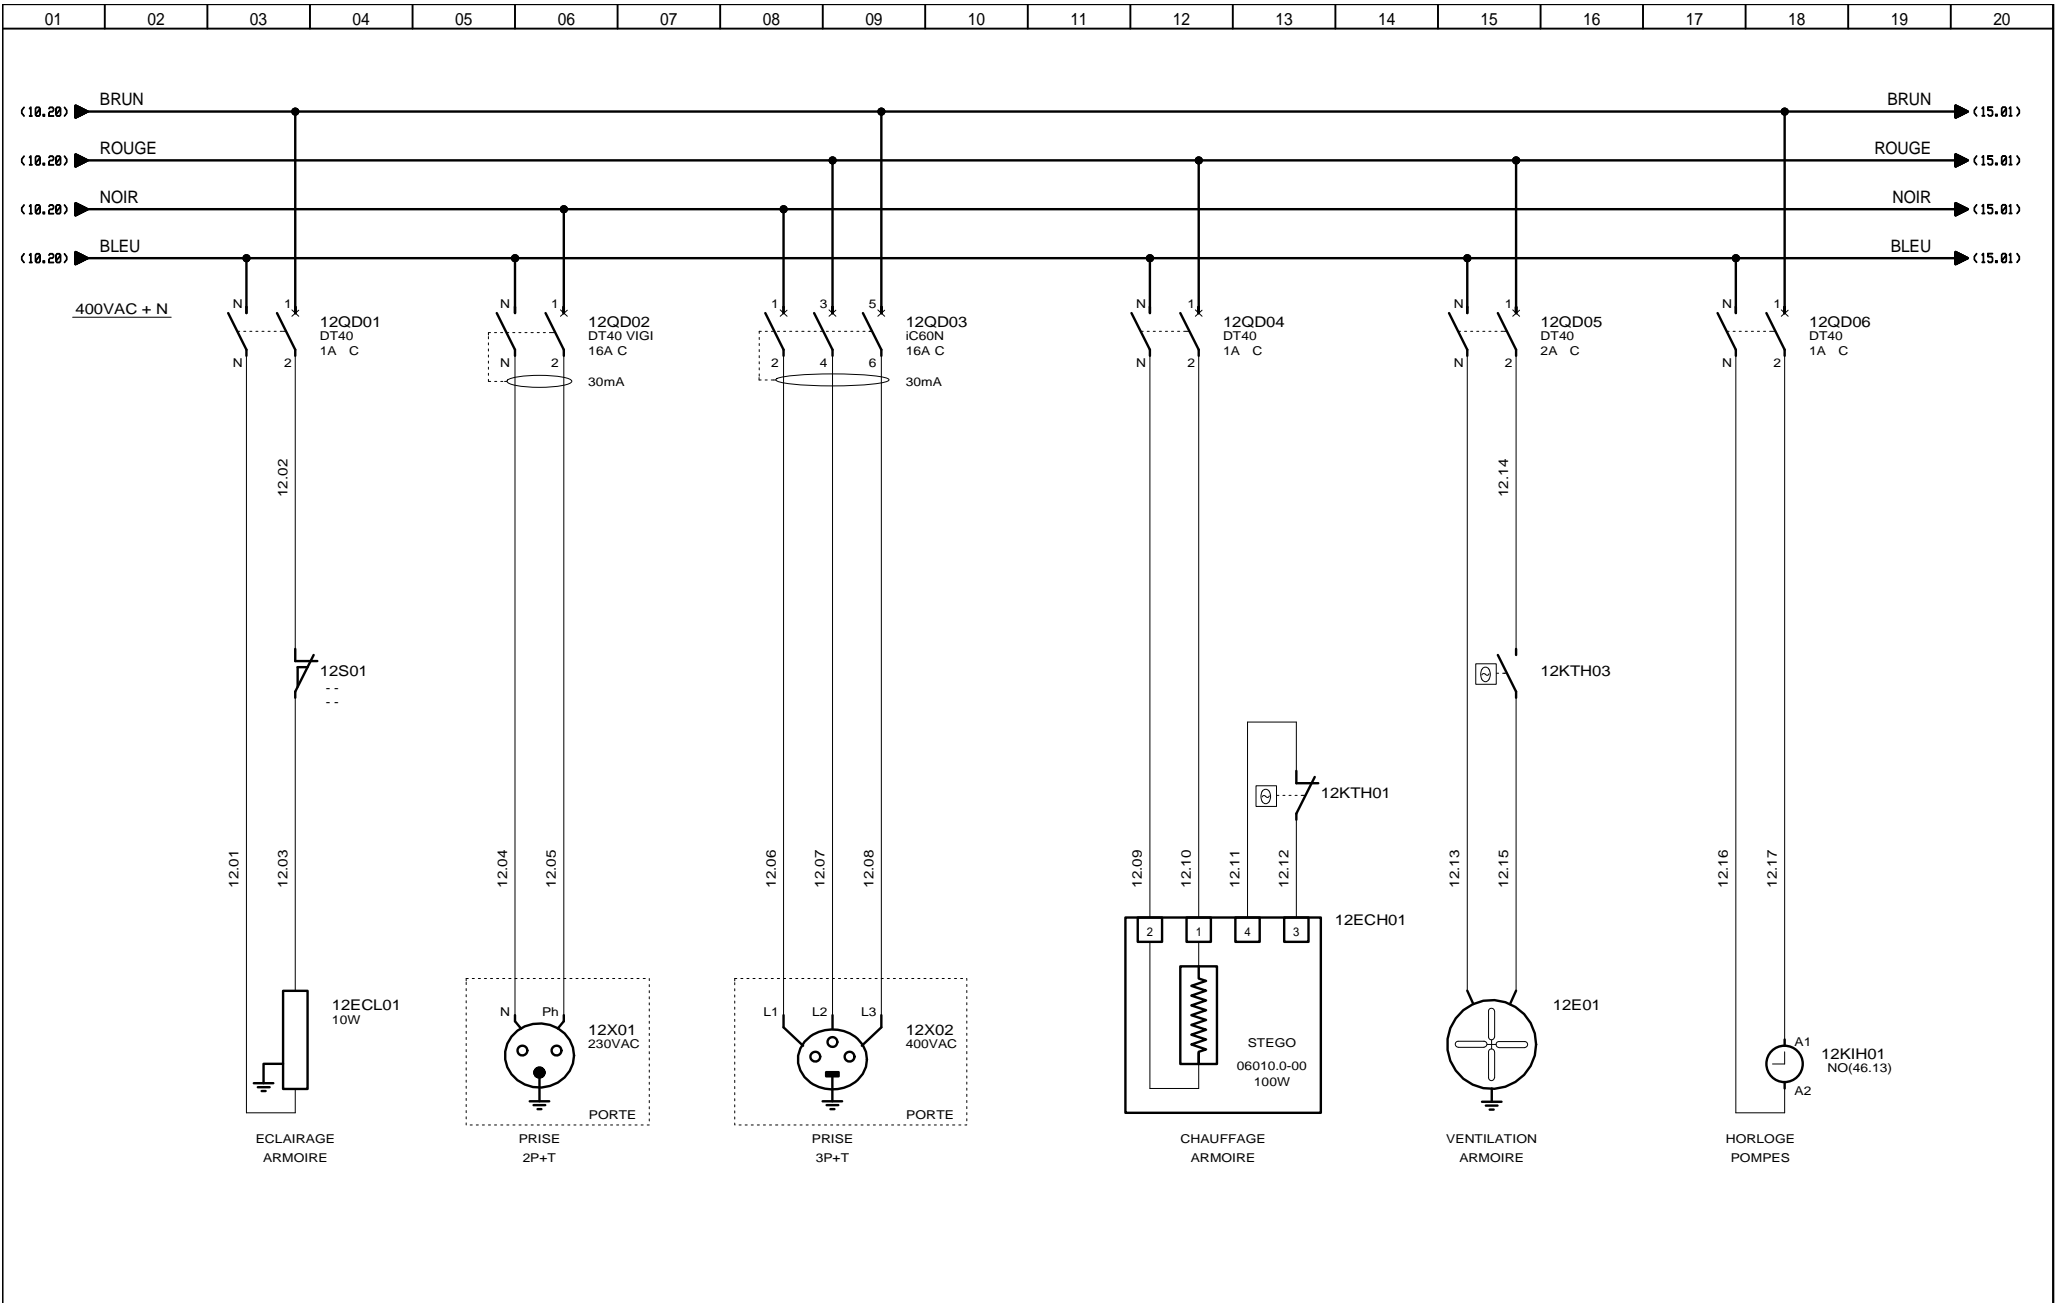 01 02 03 04 05 06 07 08 09 10 11 12 13 14 15 16 17 18 19 20
(10.20) BRUN BRUN (15.01)
(10.20) ROUGE ROUGE (15.01)
(10.20) NOIR NOIR (15.01)
(10.20) BLEU BLEU (15.01)
400VAC + N
N 1
12QD01
DT40
1A C
N 2
N 1
12QD02
DT40 VIGI
16A C
N 2
30mA
1 3 5
12QD03
iC60N
16A C
2 4 6
30mA
N 1
12QD04
DT40
1A C
N 2
N 1
12QD05
DT40
2A C
N 2
N 1
12QD06
DT40
1A C
N 2
12.02
12.14
12S01
- -
- -
12KTH03
12KTH01
12.01
12.03
12.04
12.05
12.06
12.07
12.08
12.09
12.10
12.11
12.12
12.13
12.15
12.16
12.17
12ECL01
10W
N Ph
12X01
230VAC
PORTE
L1 L2 L3
12X02
400VAC
PORTE
12ECH01
2 1 4 3
STEGO
06010.0-00
100W
12E01
A1
12KIH01
NO(46.13)
A2
ECLAIRAGE
ARMOIRE
PRISE
2P+T
PRISE
3P+T
CHAUFFAGE
ARMOIRE
VENTILATION
ARMOIRE
HORLOGE
POMPES